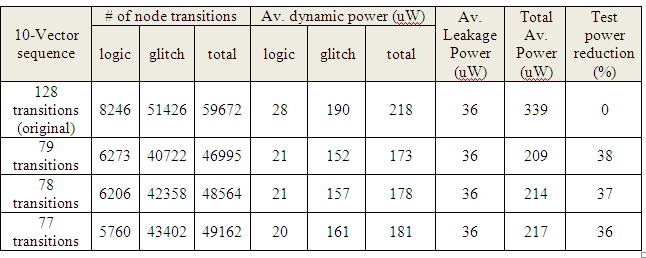 10-Vector sequence # of node transitions Av. dynamic power (uW) Av. Leakage Power (uW) Total Av. Power (uW) Test power reduction (%)
logic glitch total logic glitch total
128 transitions (original) 8246 51426 59672 28 190 218 36 339 0
79 transitions 6273 40722 46995 21 152 173 36 209 38
78 transitions 6206 42358 48564 21 157 178 36 214 37
77 transitions 5760 43402 49162 20 161 181 36 217 36